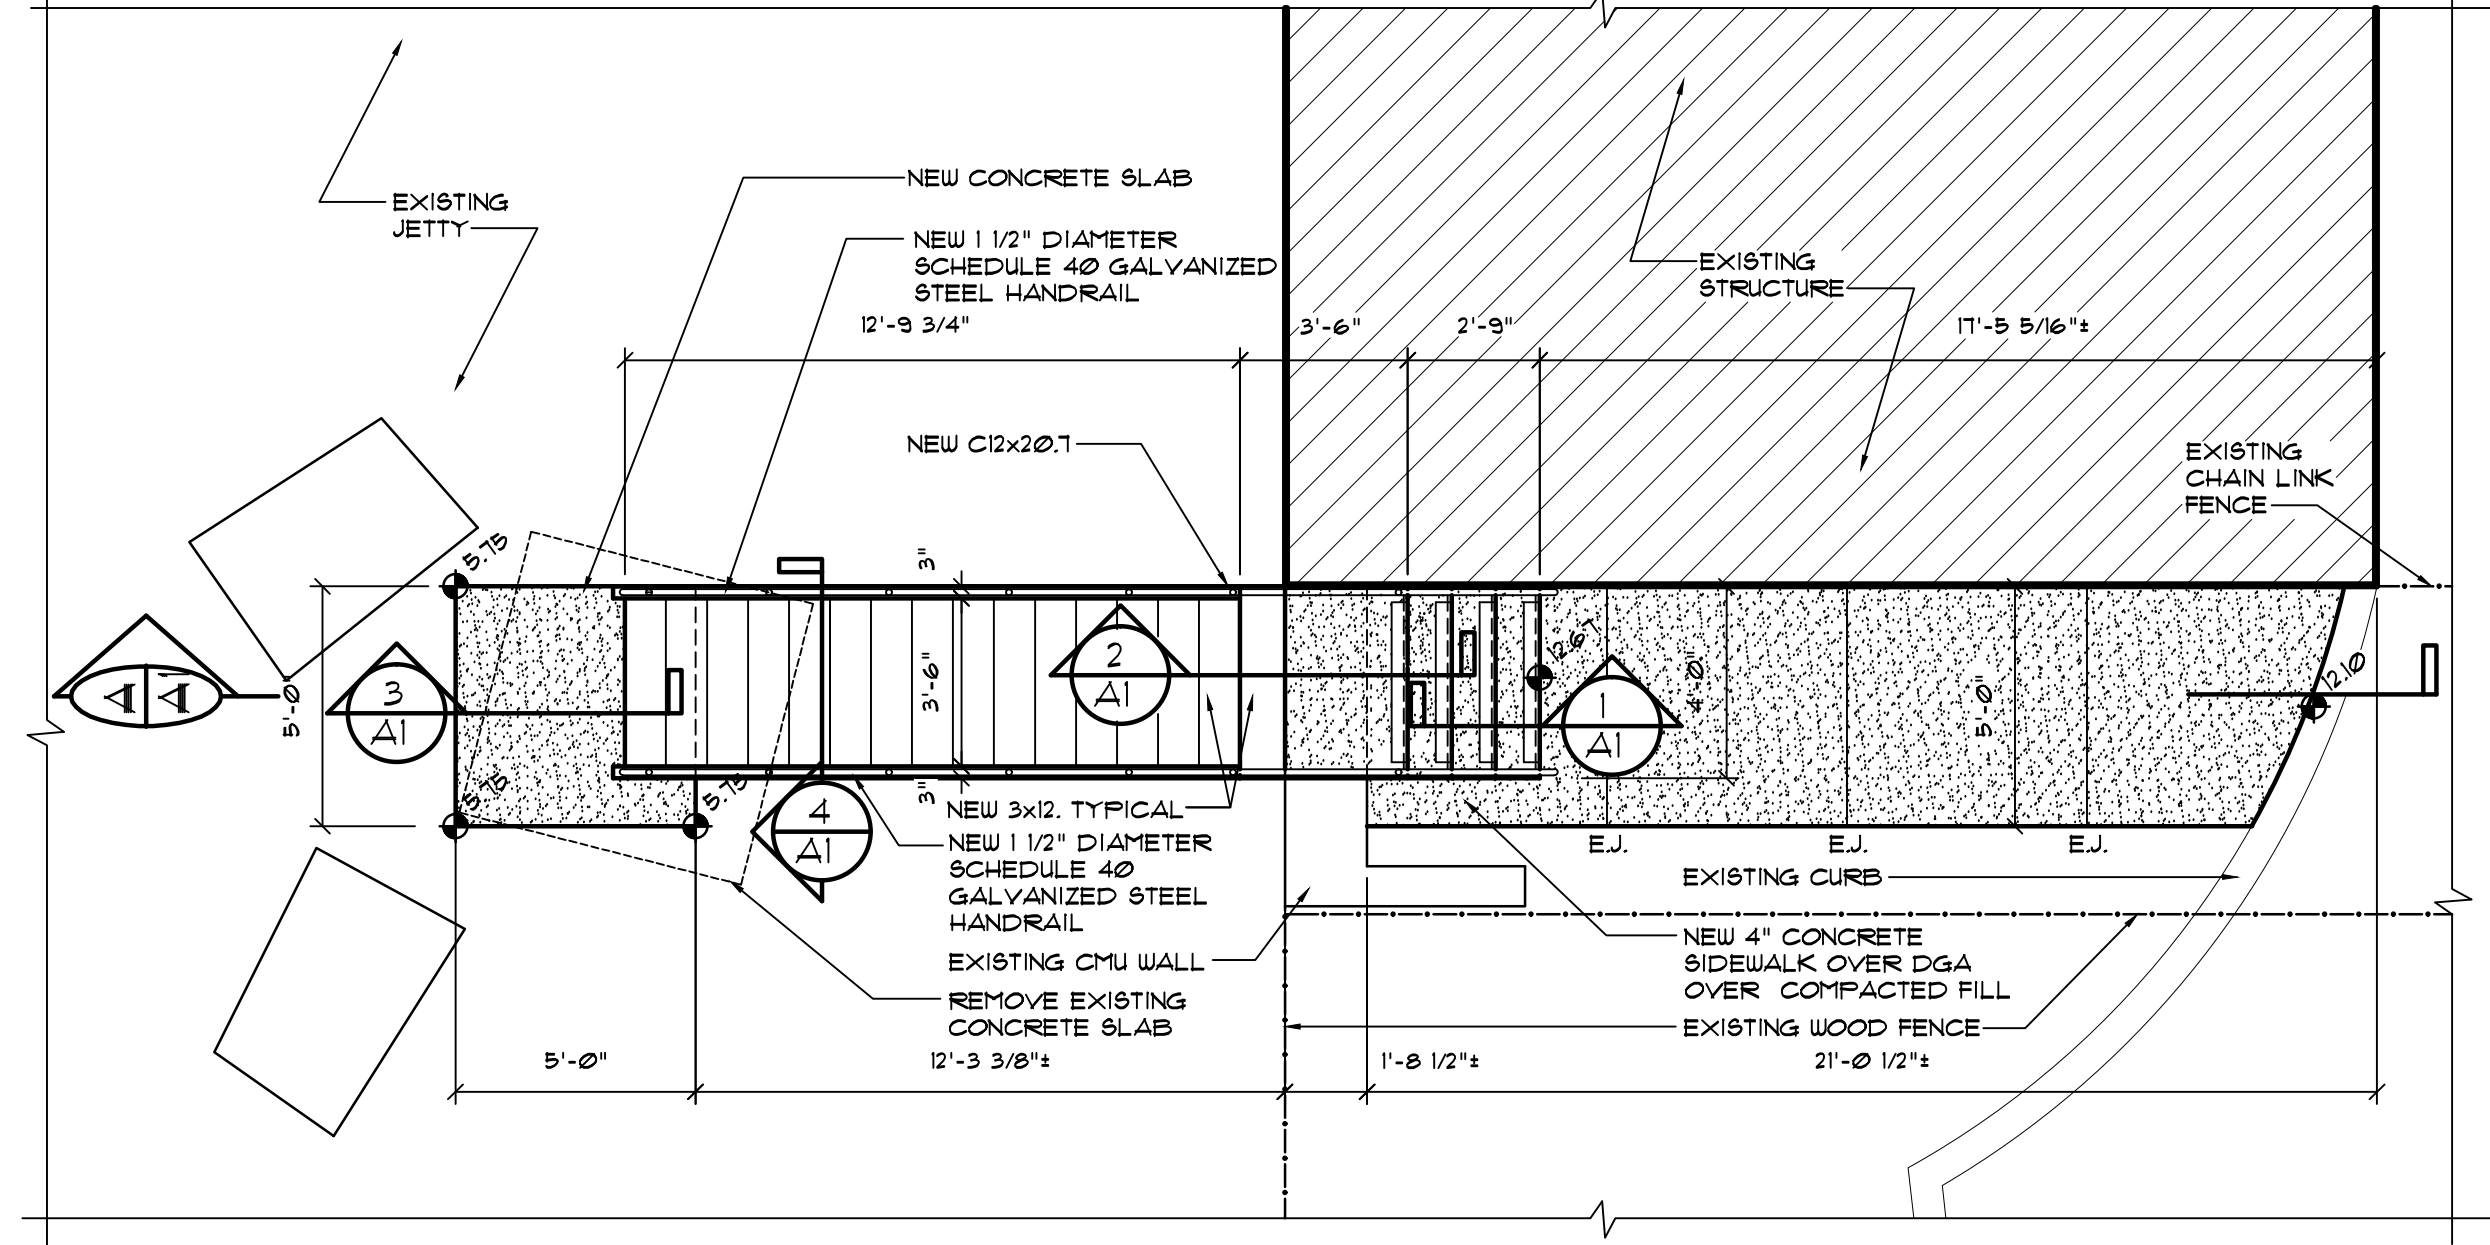 EXISTING
JETTY
NEW CONCRETE SLAB
NEW 1 1/2" DIAMETER
SCHEDULE 40 GALVANIZED
STEEL HANDRAIL
12'-9 3/4"
3'-6"
2'-9"
17'-5 5/16"±
EXISTING
STRUCTURE
NEW C12x20.7
EXISTING
CHAIN LINK
FENCE
5.75
3"
5'-0"
A
A1
3
A1
3'-6"
2
A1
12.67
1
A1
4'-0"
5'-0"
12.10
5.75
5.75
3"
4
A1
NEW 3x12. TYPICAL
NEW 1 1/2" DIAMETER
SCHEDULE 40
GALVANIZED STEEL
HANDRAIL
EXISTING CMU WALL
REMOVE EXISTING
CONCRETE SLAB
E.J.
E.J.
E.J.
EXISTING CURB
NEW 4" CONCRETE
SIDEWALK OVER DGA
OVER COMPACTED FILL
EXISTING WOOD FENCE
5'-0"
12'-3 3/8"±
1'-8 1/2"±
21'-0 1/2"±